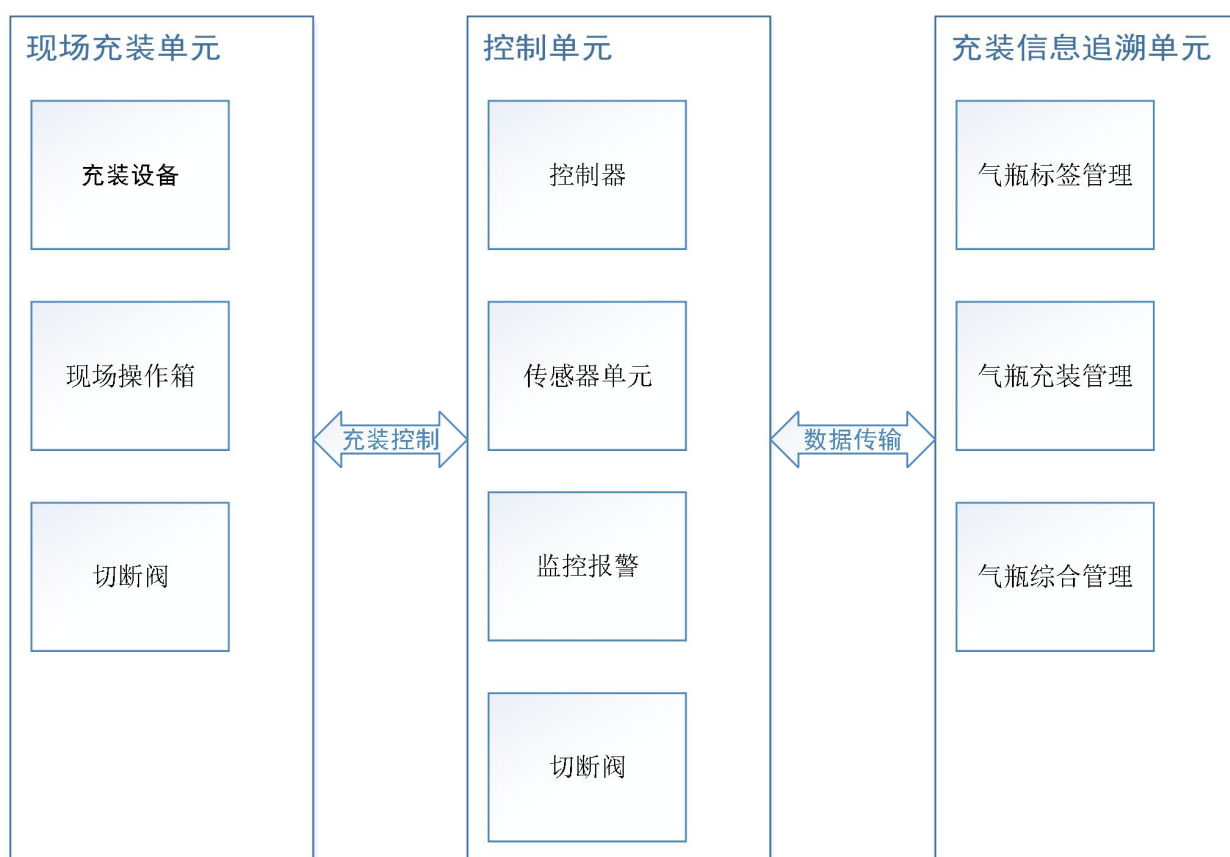 现场充装单元
充装设备
现场操作箱
切断阀
充装控制
控制单元
控制器
传感器单元
监控报警
切断阀
数据传输
充装信息追溯单元
气瓶标签管理
气瓶充装管理
气瓶综合管理